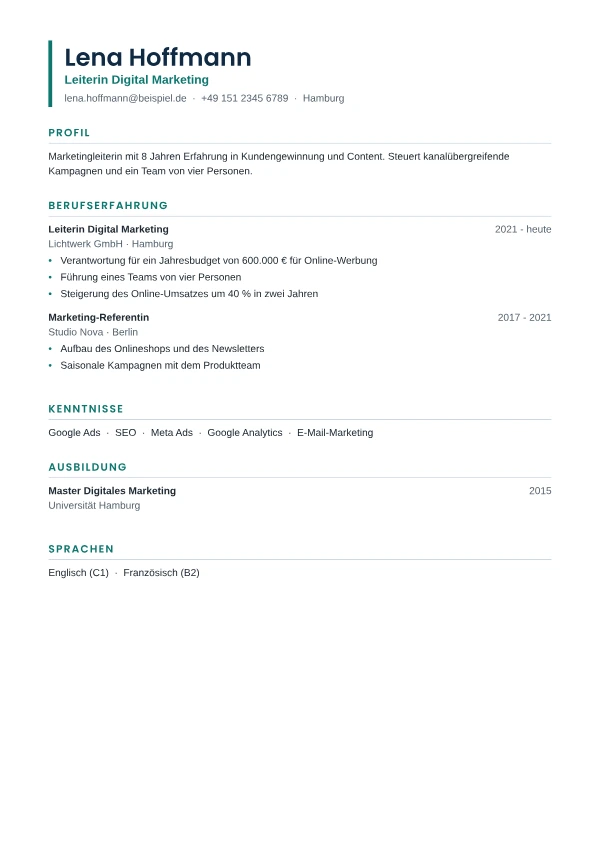 Lena Hoffmann
Leiterin Digital Marketing
lena.hoffmann@beispiel.de · +49 151 2345 6789 · Hamburg
PROFIL
Marketingleiterin mit 8 Jahren Erfahrung in Kundengewinnung und Content. Steuert kanalübergreifende
Kampagnen und ein Team von vier Personen.
BERUFSERFAHRUNG
Leiterin Digital Marketing 2021 - heute
Lichtwerk GmbH · Hamburg
• Verantwortung für ein Jahresbudget von 600.000 € für Online-Werbung
• Führung eines Teams von vier Personen
• Steigerung des Online-Umsatzes um 40 % in zwei Jahren
Marketing-Referentin 2017 - 2021
Studio Nova · Berlin
• Aufbau des Onlineshops und des Newsletters
• Saisonale Kampagnen mit dem Produktteam
KENNTNISSE
Google Ads · SEO · Meta Ads · Google Analytics · E-Mail-Marketing
AUSBILDUNG
Master Digitales Marketing 2015
Universität Hamburg
SPRACHEN
Englisch (C1) · Französisch (B2)